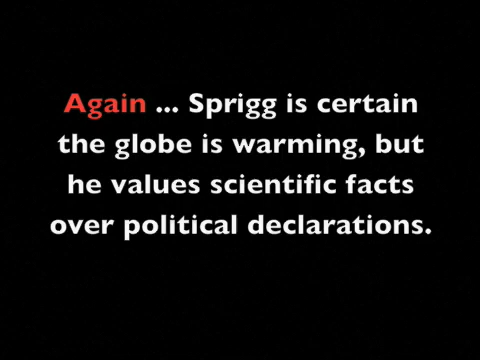 Again ... Sprigg is certain
the globe is warming, but
he values scientific facts
over political declarations.